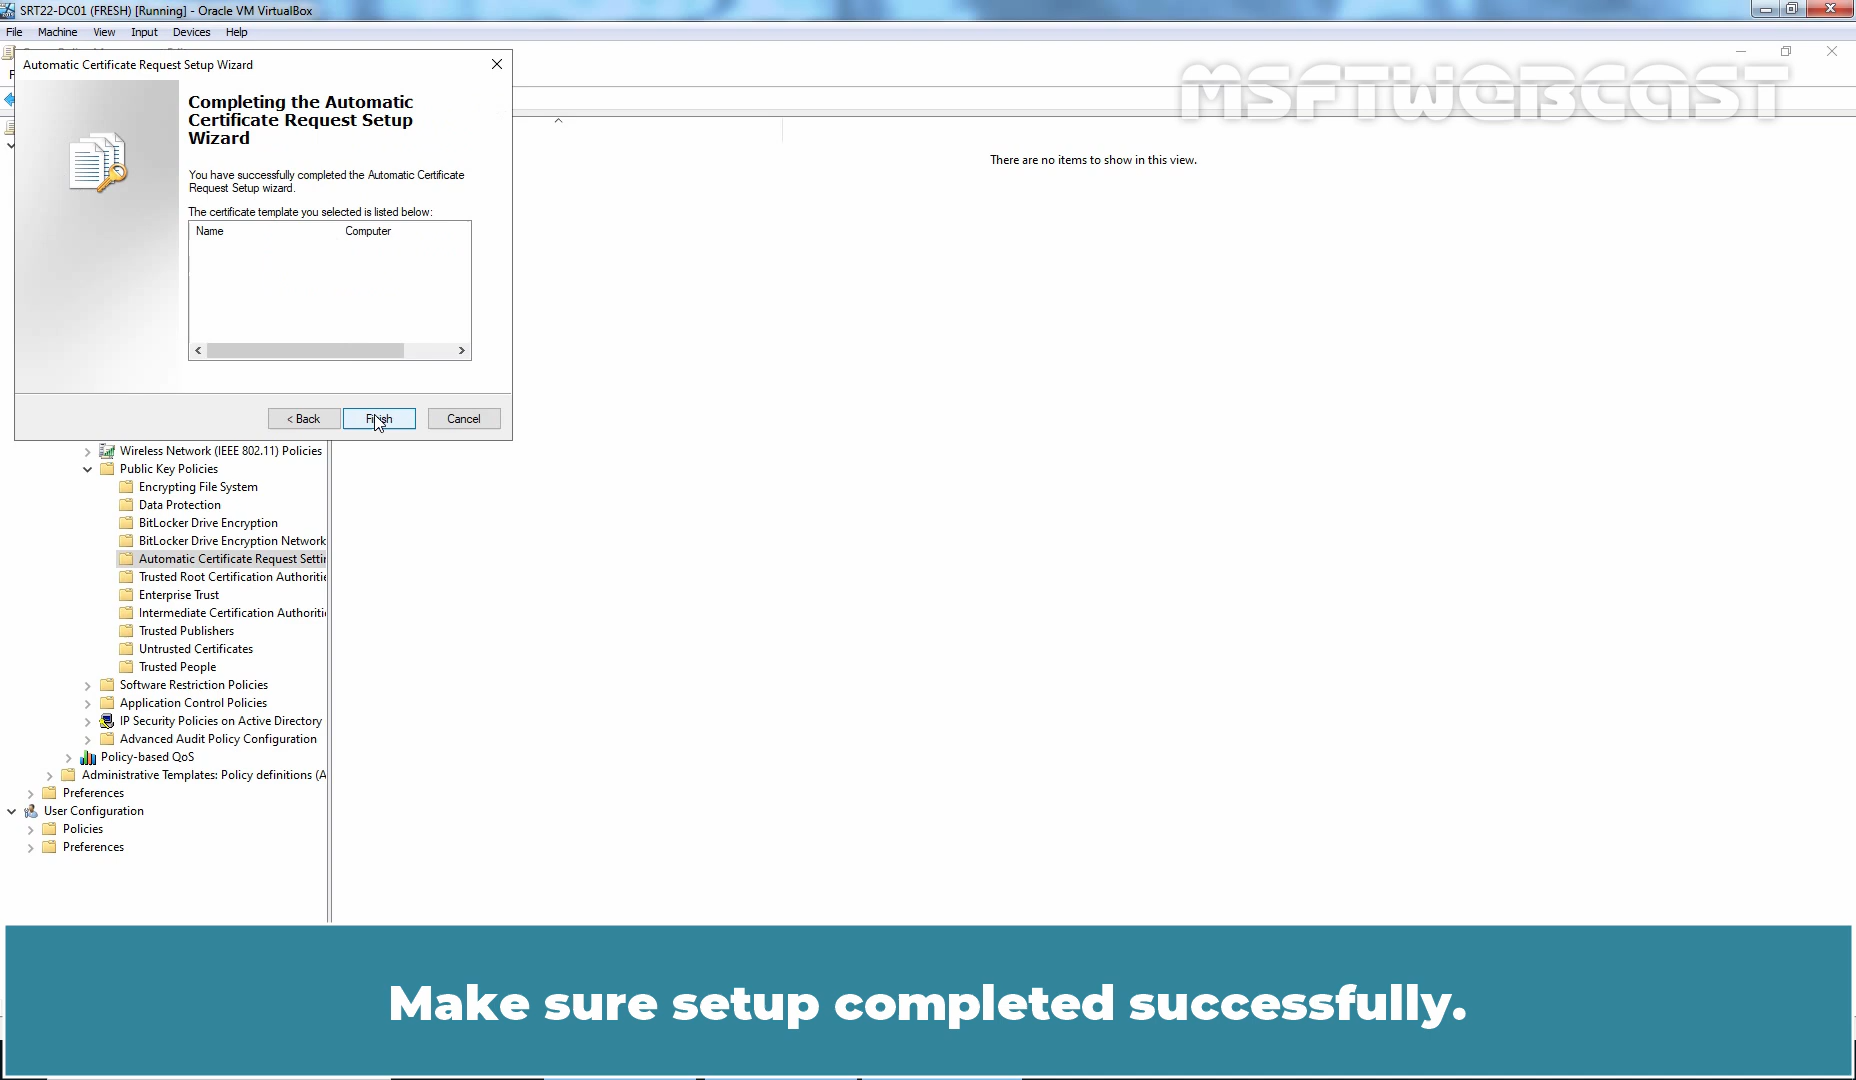 SRT22-DC01 (FRESH) [Running] - Oracle VM VirtualBox
File Machine View Input Devices Help
Automatic Certificate Request Setup Wizard
MSFTWEBCAST
Completing the Automatic
Certificate Request Setup
Wizard
You have successfully completed the Automatic Certificate
Request Setup wizard.
The certificate template you selected is listed below:
Name Computer
< Back Finish Cancel
There are no items to show in this view.
Wireless Network (IEEE 802.11) Policies
Public Key Policies
Encrypting File System
Data Protection
BitLocker Drive Encryption
BitLocker Drive Encryption Network
Automatic Certificate Request Settin
Trusted Root Certification Authoritie
Enterprise Trust
Intermediate Certification Authoriti
Trusted Publishers
Untrusted Certificates
Trusted People
Software Restriction Policies
Application Control Policies
IP Security Policies on Active Directory
Advanced Audit Policy Configuration
Policy-based QoS
Administrative Templates: Policy definitions (A
Preferences
User Configuration
Policies
Preferences
Make sure setup completed successfully.